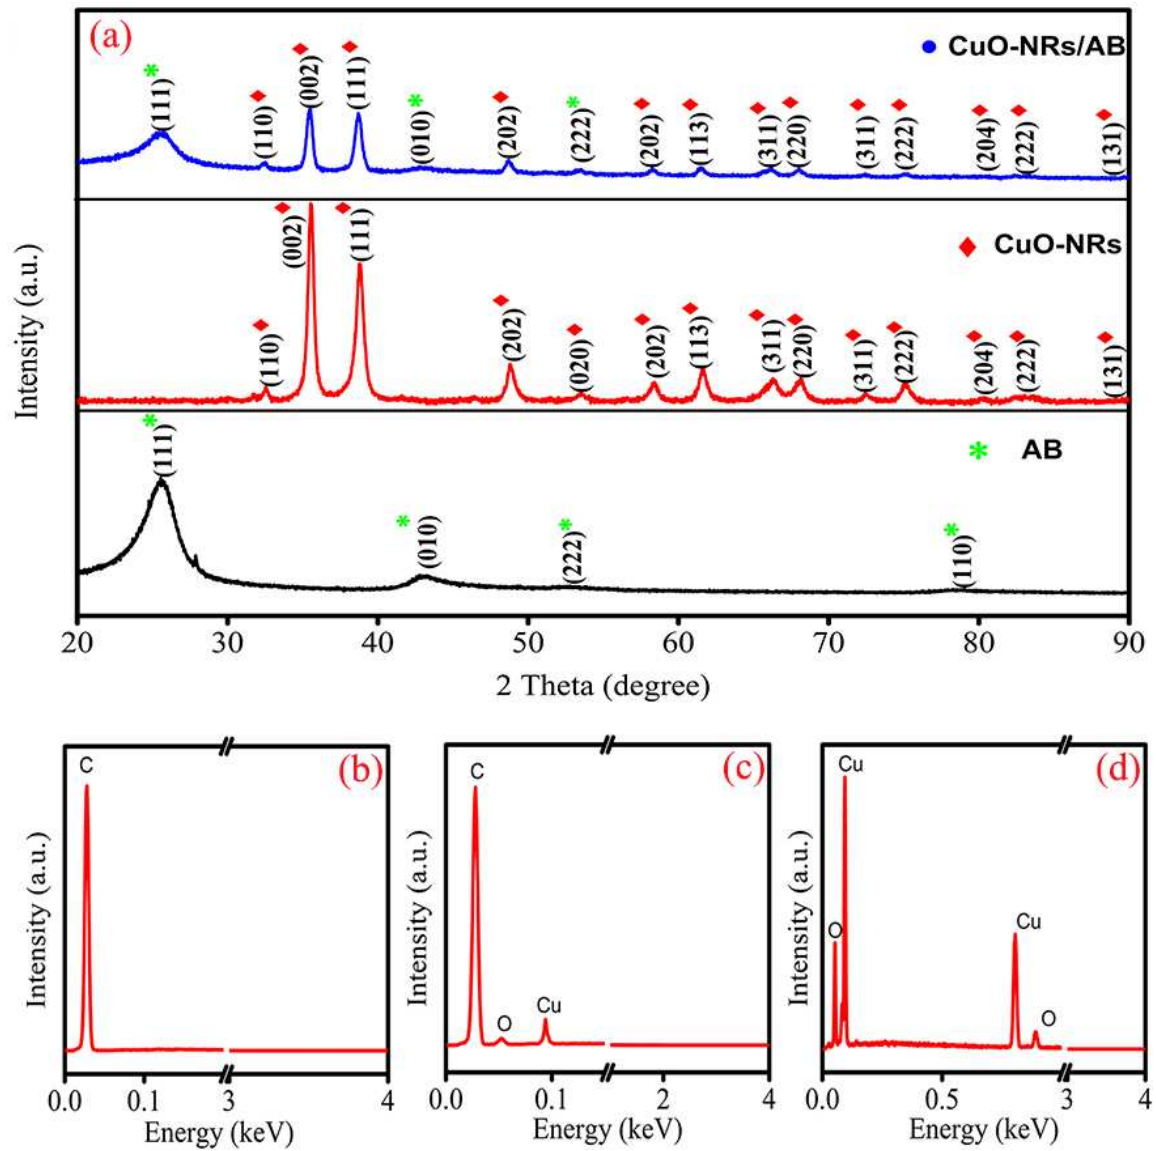 (a)
CuO-NRs/AB
* (111)
(110)
(002)
(111)
* (010)
(202)
* (222)
(202)
(113)
(311)
(220)
(311)
(222)
(204)
(222)
(131)
CuO-NRs
(110)
(002)
(111)
(202)
(020)
(202)
(113)
(311)
(220)
(311)
(222)
(204)
(222)
(131)
* AB
* (111)
* (010)
* (222)
* (110)
Intensity (a.u.)
20 30 40 50 60 70 80 90
2 Theta (degree)
(b)
C
Intensity (a.u.)
0.0 0.1 3 4
Energy (keV)
(c)
C
O
Cu
Intensity (a.u.)
0.0 0.1 2 4
Energy (keV)
(d)
Cu
O
Cu
O
Intensity (a.u.)
0.0 0.5 3 4
Energy (keV)